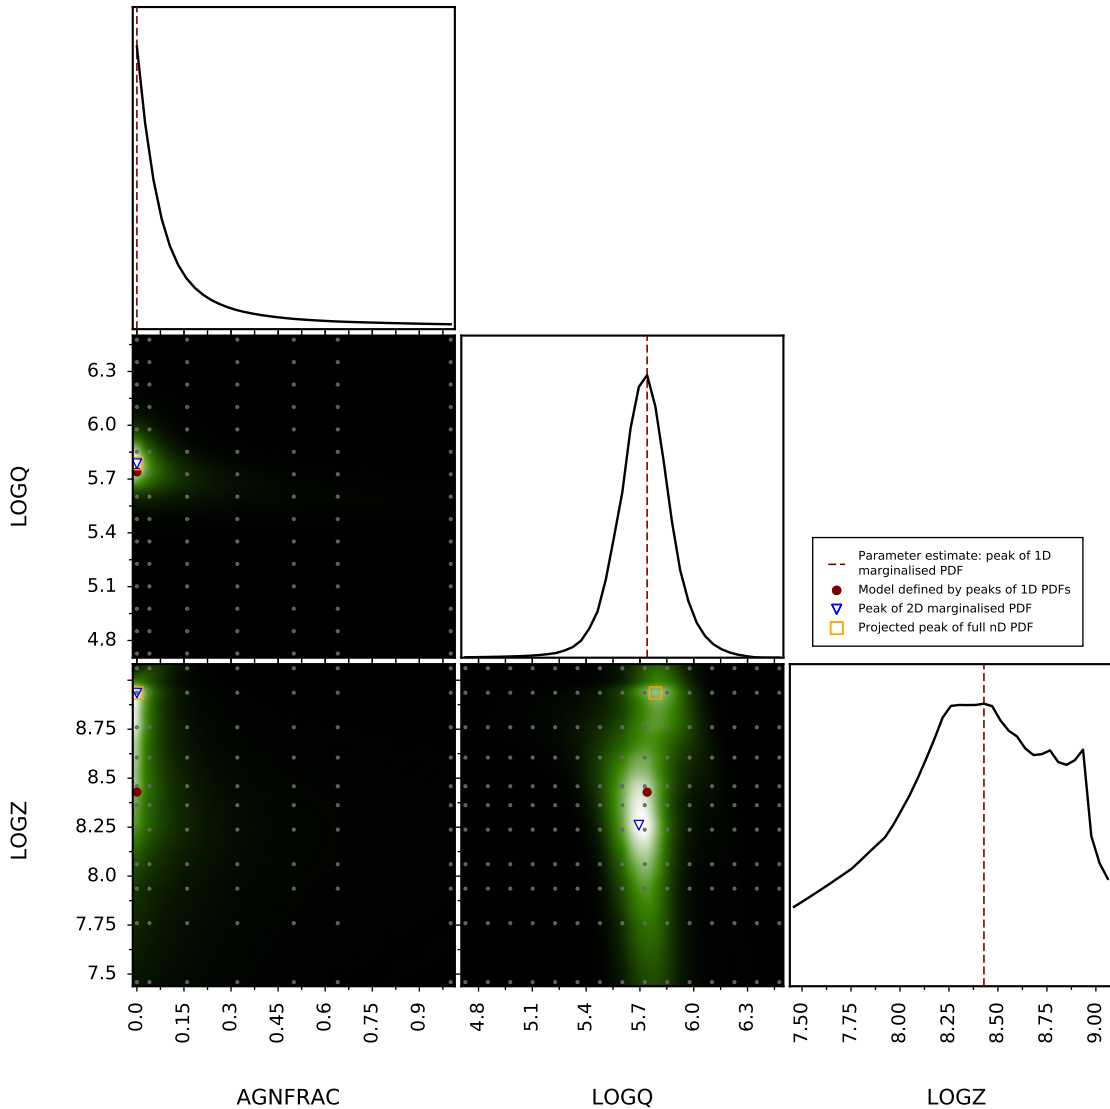 6.3
6.0
5.7
5.4
5.1
4.8
LOGQ
Parameter estimate: peak of 1D
marginalised PDF
Model defined by peaks of 1D PDFs
Peak of 2D marginalised PDF
Projected peak of full nD PDF
8.75
8.5
8.25
8.0
7.75
7.5
LOGZ
0.0 0.15 0.3 0.45 0.6 0.75 0.9
4.8 5.1 5.4 5.7 6.0 6.3
7.50 7.75 8.00 8.25 8.50 8.75 9.00
AGNFRAC LOGQ LOGZ